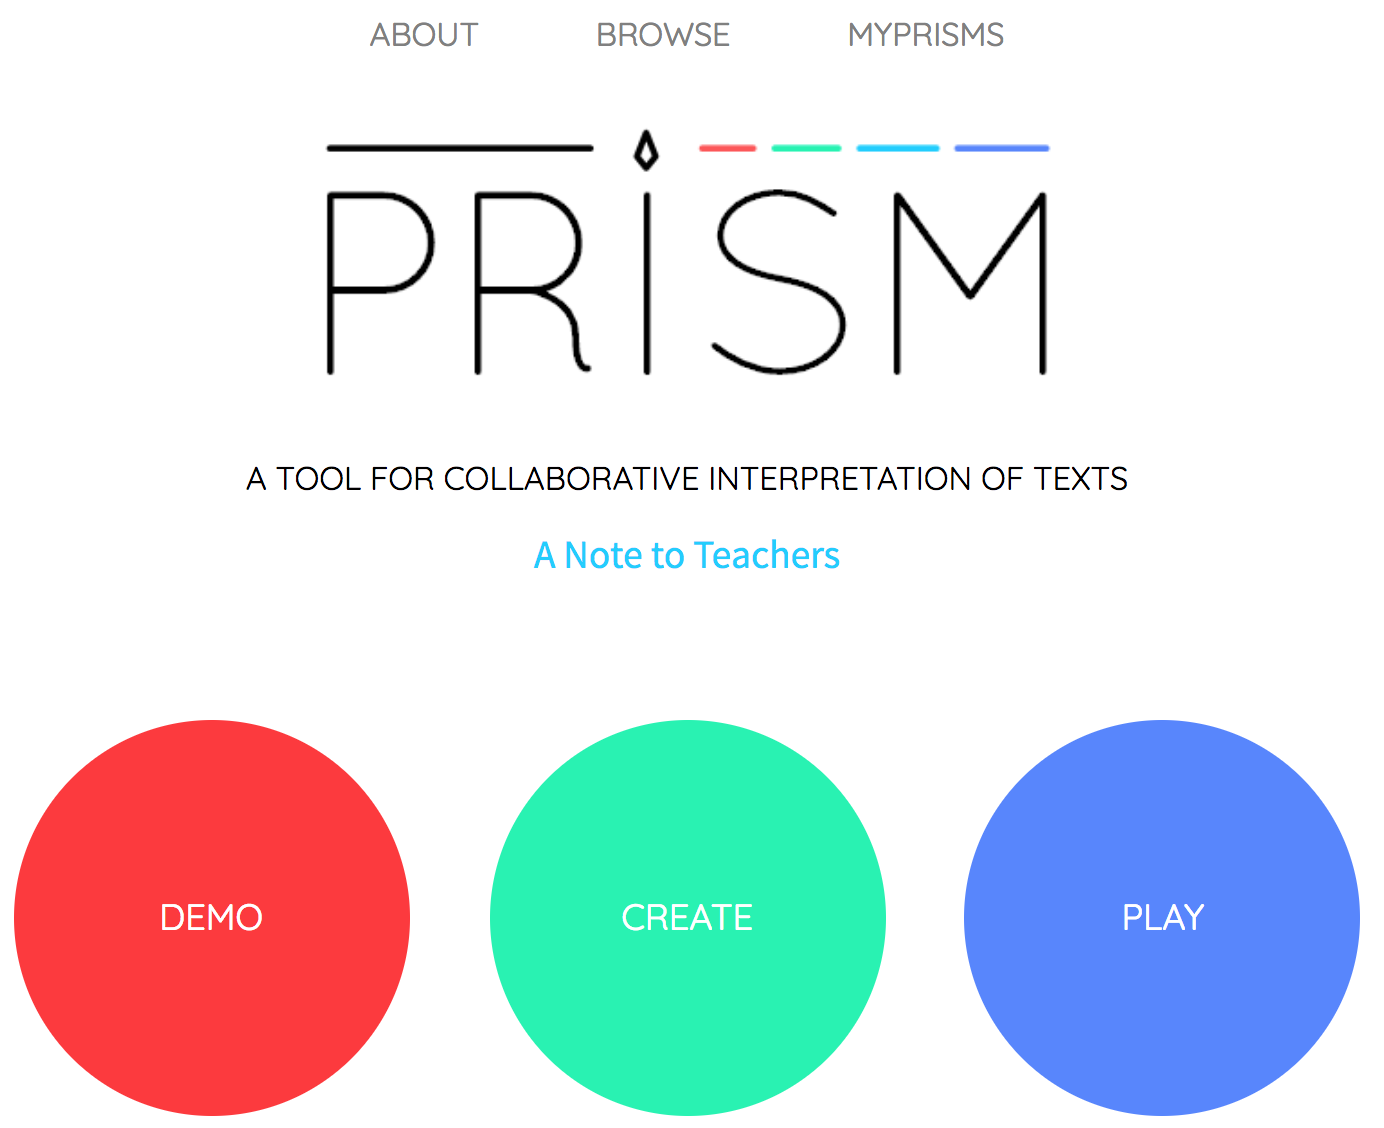 ABOUT BROWSE MYPRISMS
PRISM
A TOOL FOR COLLABORATIVE INTERPRETATION OF TEXTS
A Note to Teachers
DEMO CREATE PLAY